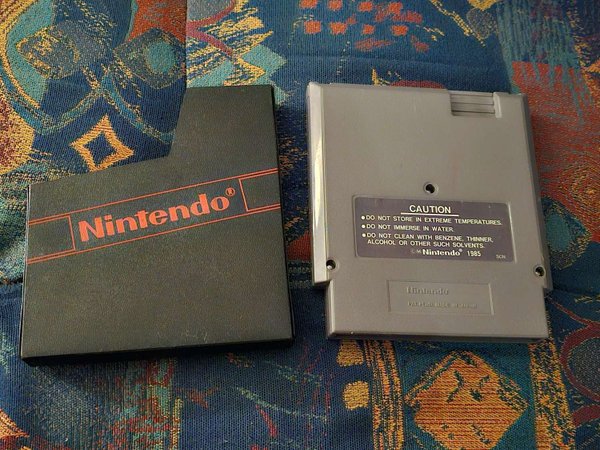 Nintendo®
CAUTION
● DO NOT STORE IN EXTREME TEMPERATURES.
● DO NOT IMMERSE IN WATER.
● DO NOT CLEAN WITH BENZENE, THINNER,
ALCOHOL OR OTHER SUCH SOLVENTS.
Nintendo® 1985
SCN
Nintendo